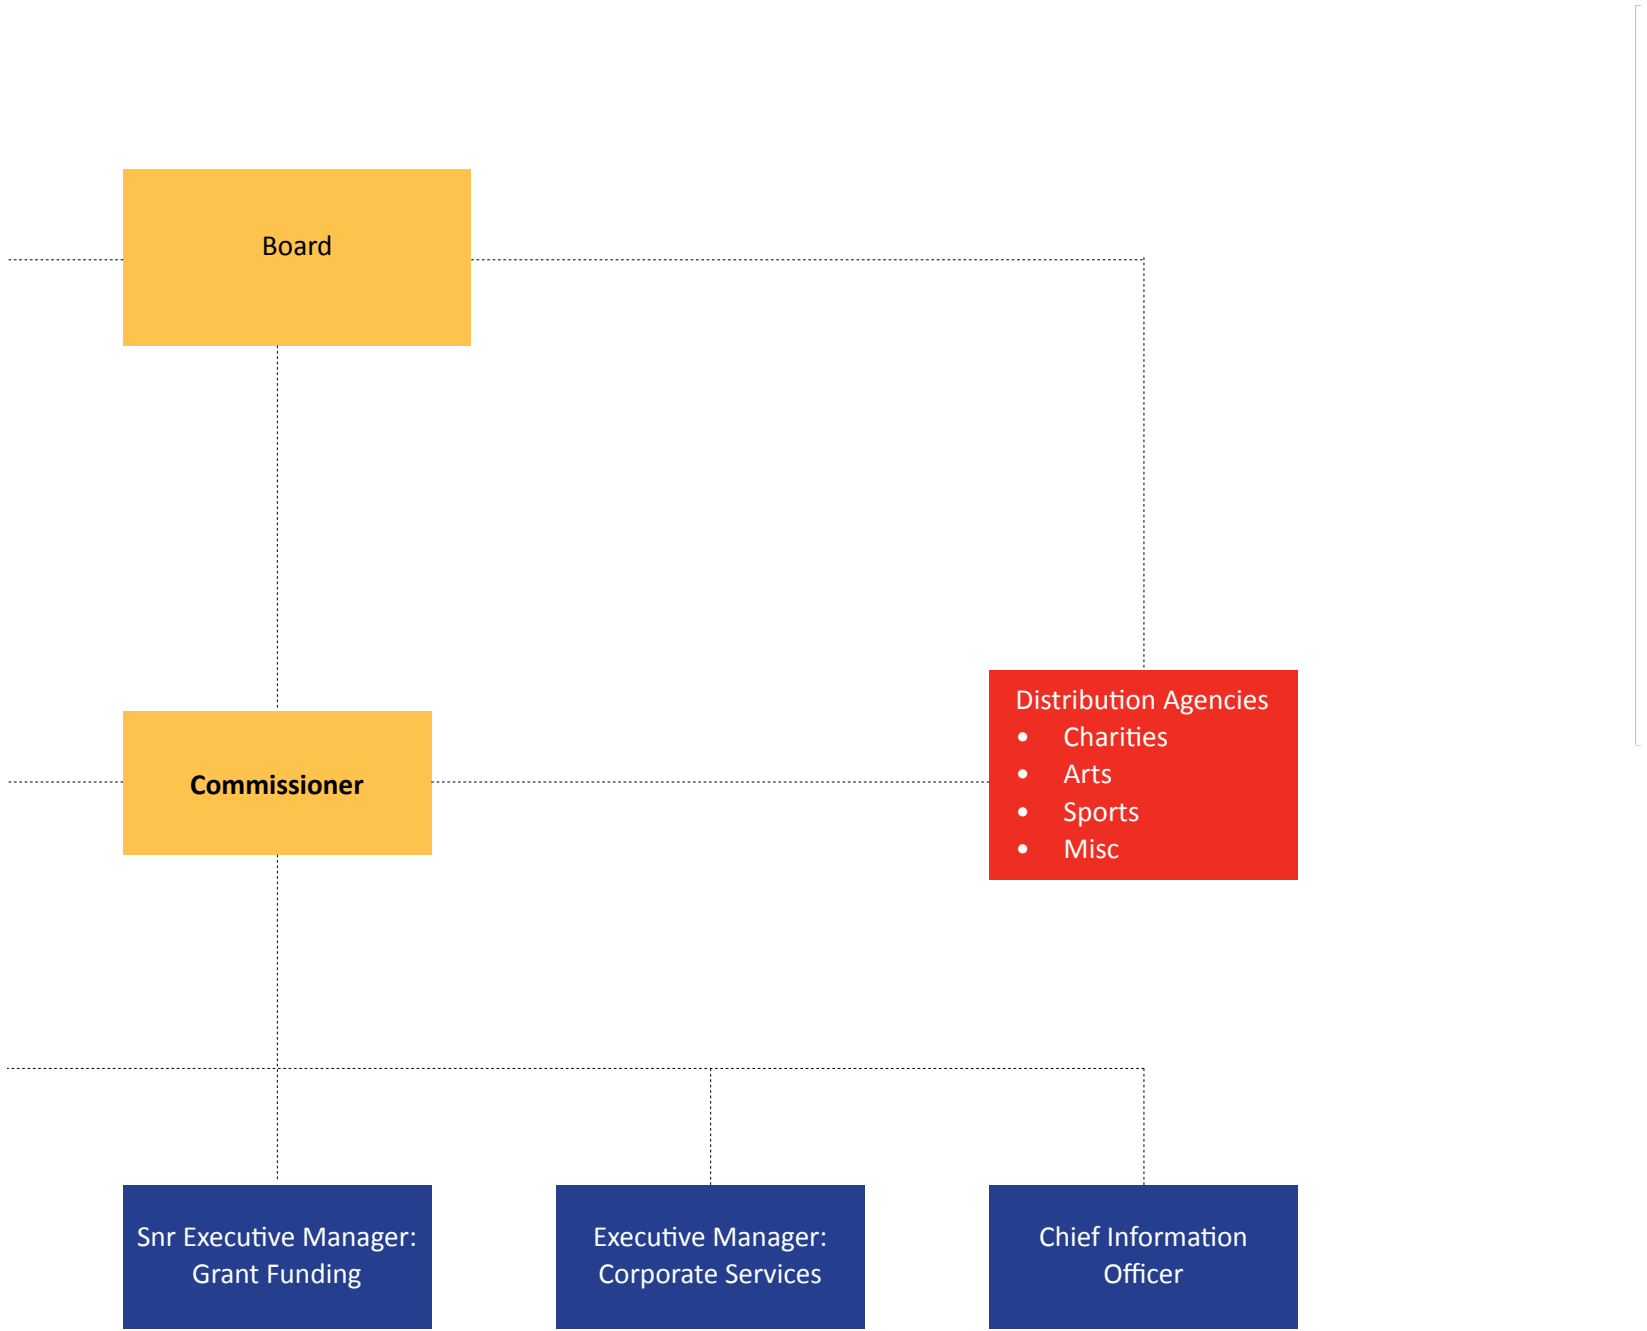 Board
Commissioner
Distribution Agencies
• Charities
• Arts
• Sports
• Misc
Snr Executive Manager:
Grant Funding
Executive Manager:
Corporate Services
Chief Information
Officer